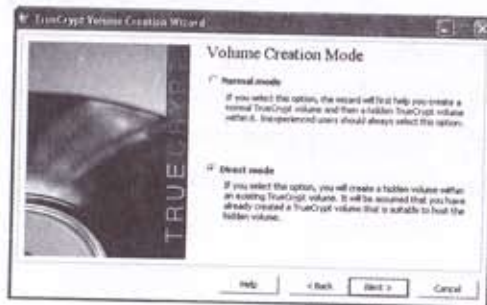 TrueCrypt Volume Creation Wizard
TRUECRYPT
Volume Creation Mode
Normal mode
If you select this option, the wizard will first help you create a
normal TrueCrypt volume and then a hidden TrueCrypt volume
within it. Inexperienced users should always select this option.
Direct mode
If you select this option, you will create a hidden volume within
an existing TrueCrypt volume. It will be assumed that you have
already created a TrueCrypt volume that is suitable to host the
hidden volume.
Help
< Back
Next >
Cancel